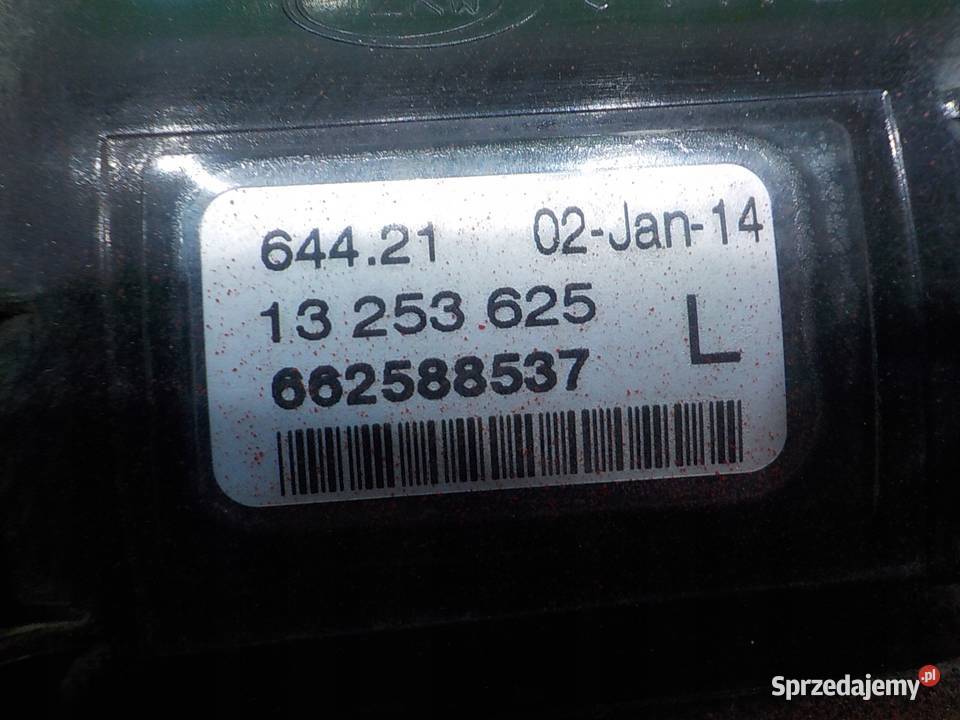 644.21 02-Jan-14
13 253 625 L
662588537
Sprzedajemy.pl